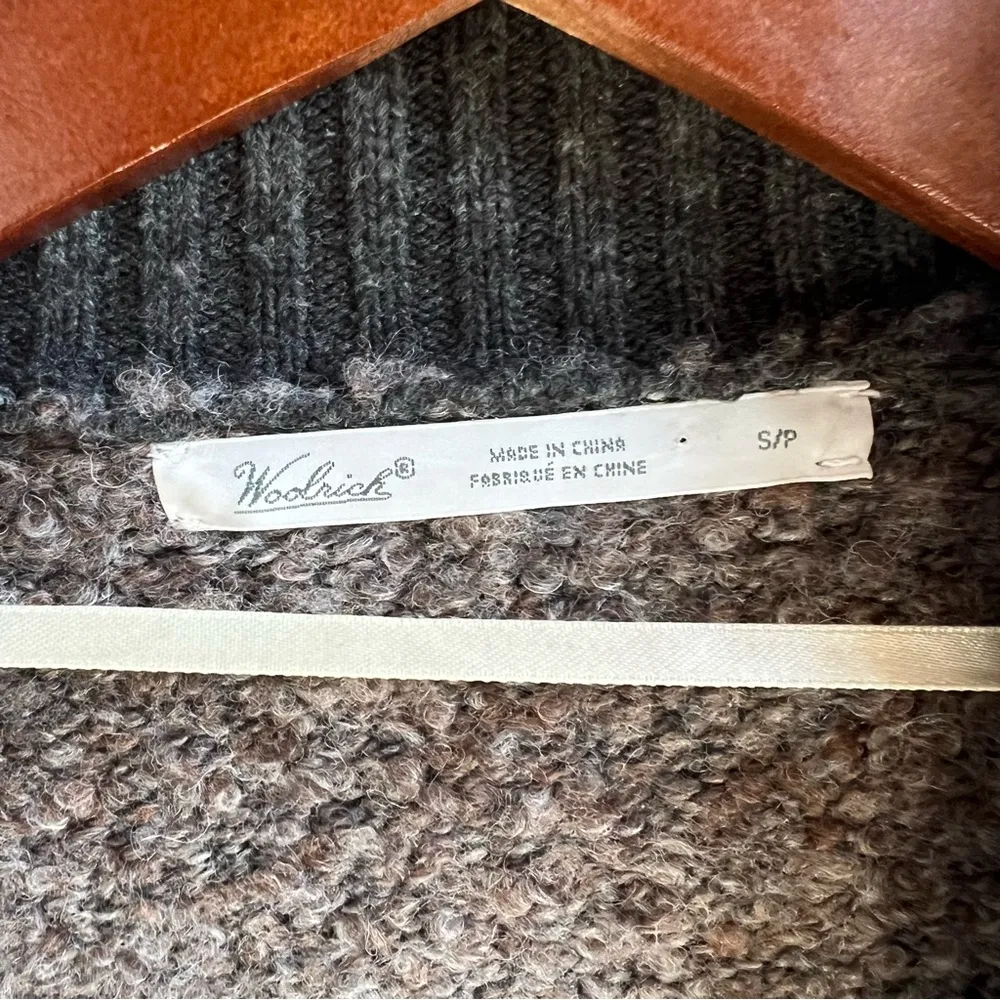 Woolrich®
MADE IN CHINA
FABRIQUÉ EN CHINE
S/P